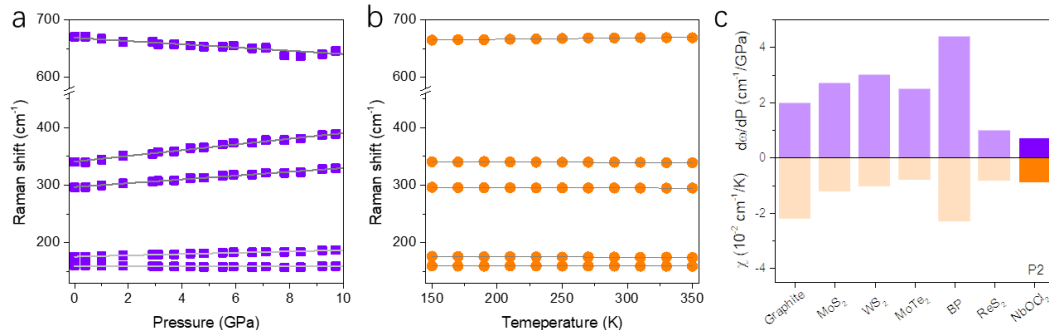 a
700
650
400
300
200
Raman shift (cm⁻¹)
0 2 4 6 8 10
Pressure (GPa)
b
700
650
400
300
200
Raman shift (cm⁻¹)
150 200 250 300 350
Temeperature (K)
c
4
2
0
-2
-4
dω/dP (cm⁻¹/GPa)
χ (10⁻² cm⁻¹/K)
P2
Graphite MoS₂ WS₂ MoTe₂ BP ReS₂ NbOCl₂